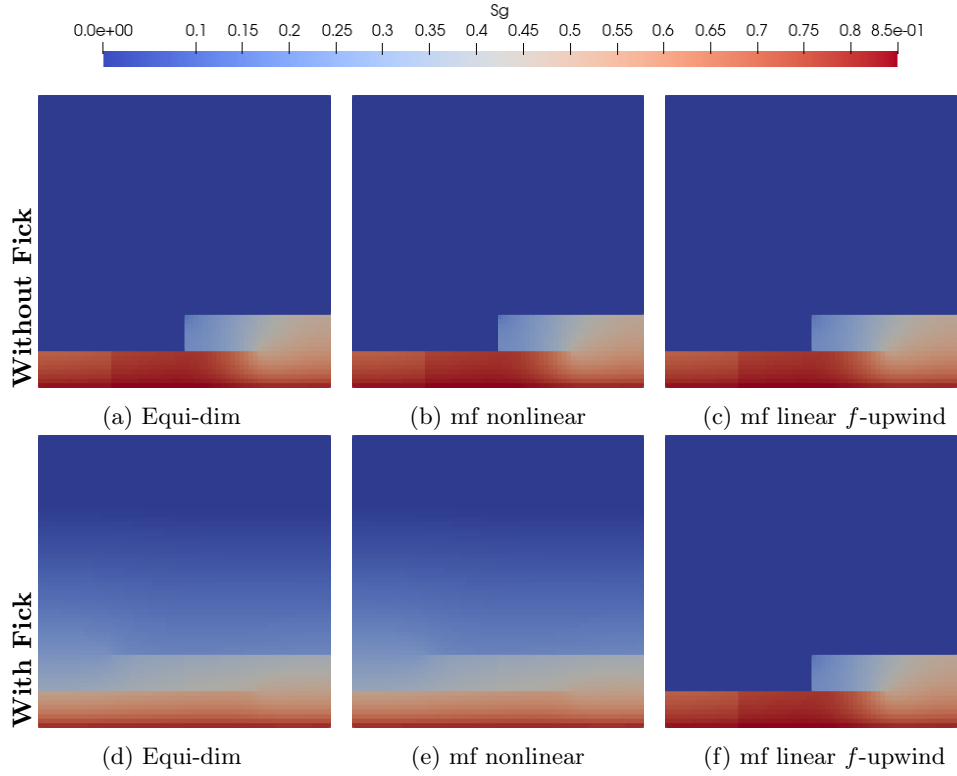 Sg
0.0e+00 0.1 0.15 0.2 0.25 0.3 0.35 0.4 0.45 0.5 0.55 0.6 0.65 0.7 0.75 0.8 8.5e-01
Without Fick
(a) Equi-dim
(b) mf nonlinear
(c) mf linear f-upwind
With Fick
(d) Equi-dim
(e) mf nonlinear
(f) mf linear f-upwind